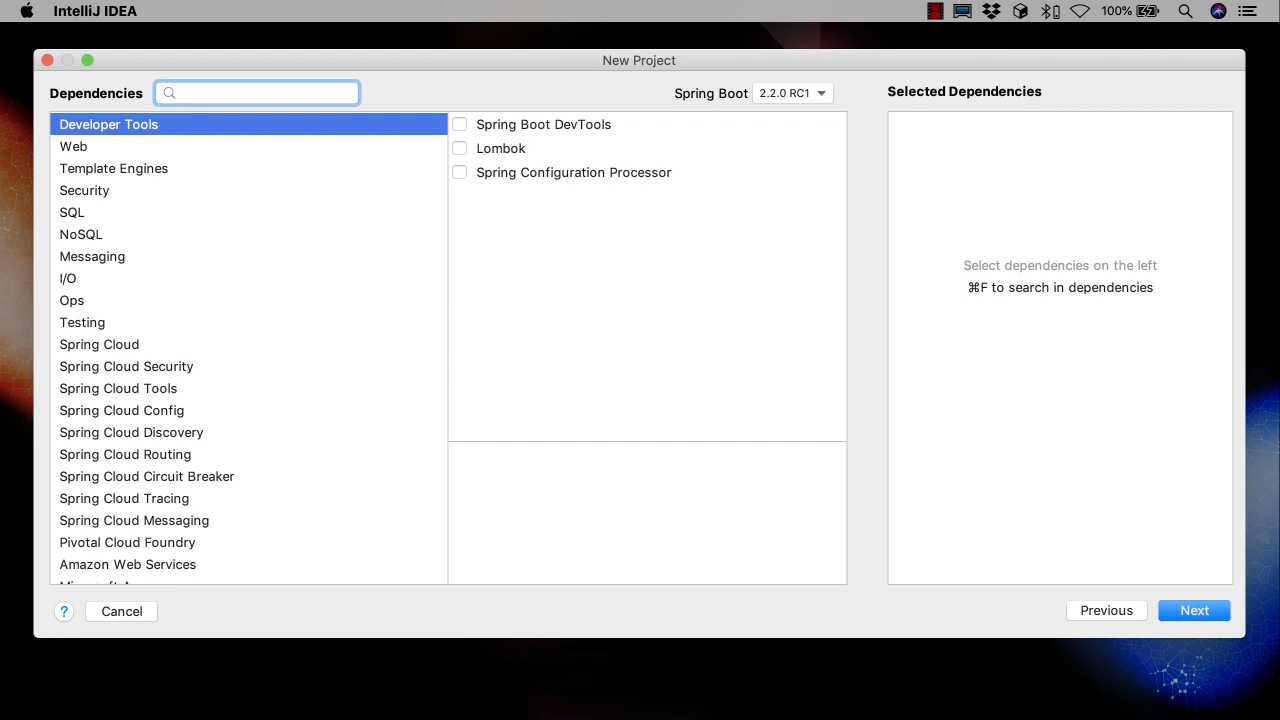 IntelliJ IDEA
100%
New Project
Dependencies
Spring Boot 2.2.0 RC1
Selected Dependencies
Developer Tools
Web
Template Engines
Security
SQL
NoSQL
Messaging
I/O
Ops
Testing
Spring Cloud
Spring Cloud Security
Spring Cloud Tools
Spring Cloud Config
Spring Cloud Discovery
Spring Cloud Routing
Spring Cloud Circuit Breaker
Spring Cloud Tracing
Spring Cloud Messaging
Pivotal Cloud Foundry
Amazon Web Services
Spring Boot DevTools
Lombok
Spring Configuration Processor
Select dependencies on the left
⌘F to search in dependencies
?
Cancel
Previous
Next